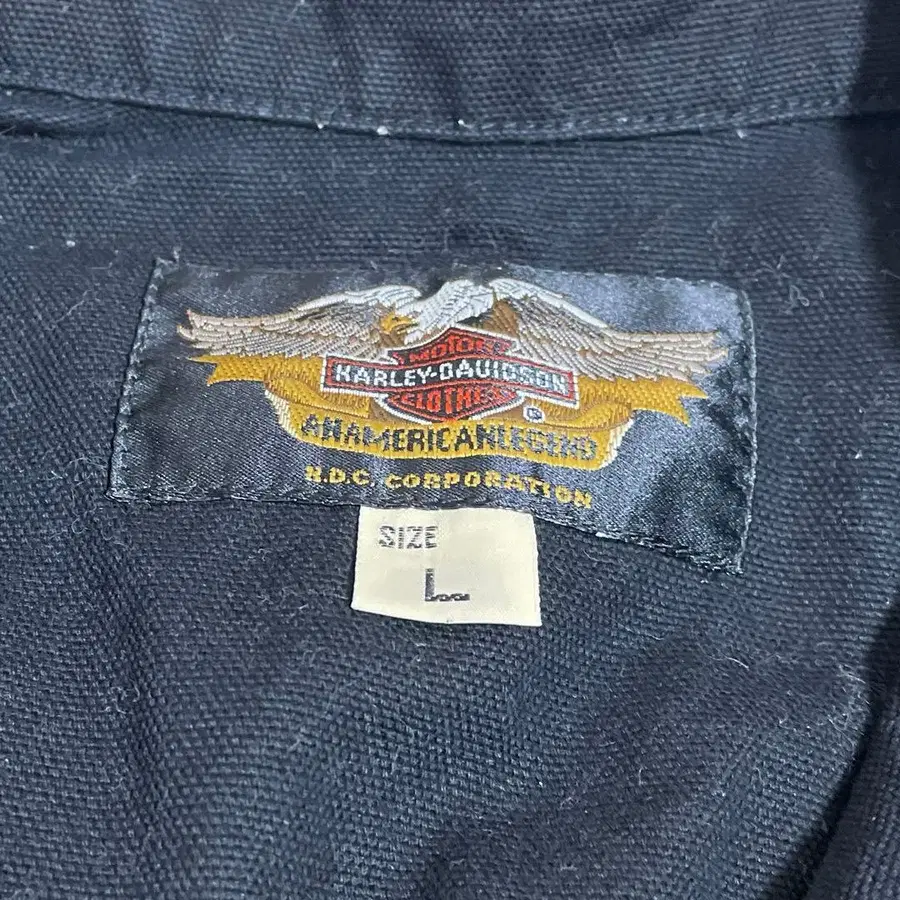 MOTOR
HARLEY-DAVIDSON
CLOTHES
®
AN AMERICAN LEGEND
H.D.C. CORPORATION
SIZE
L